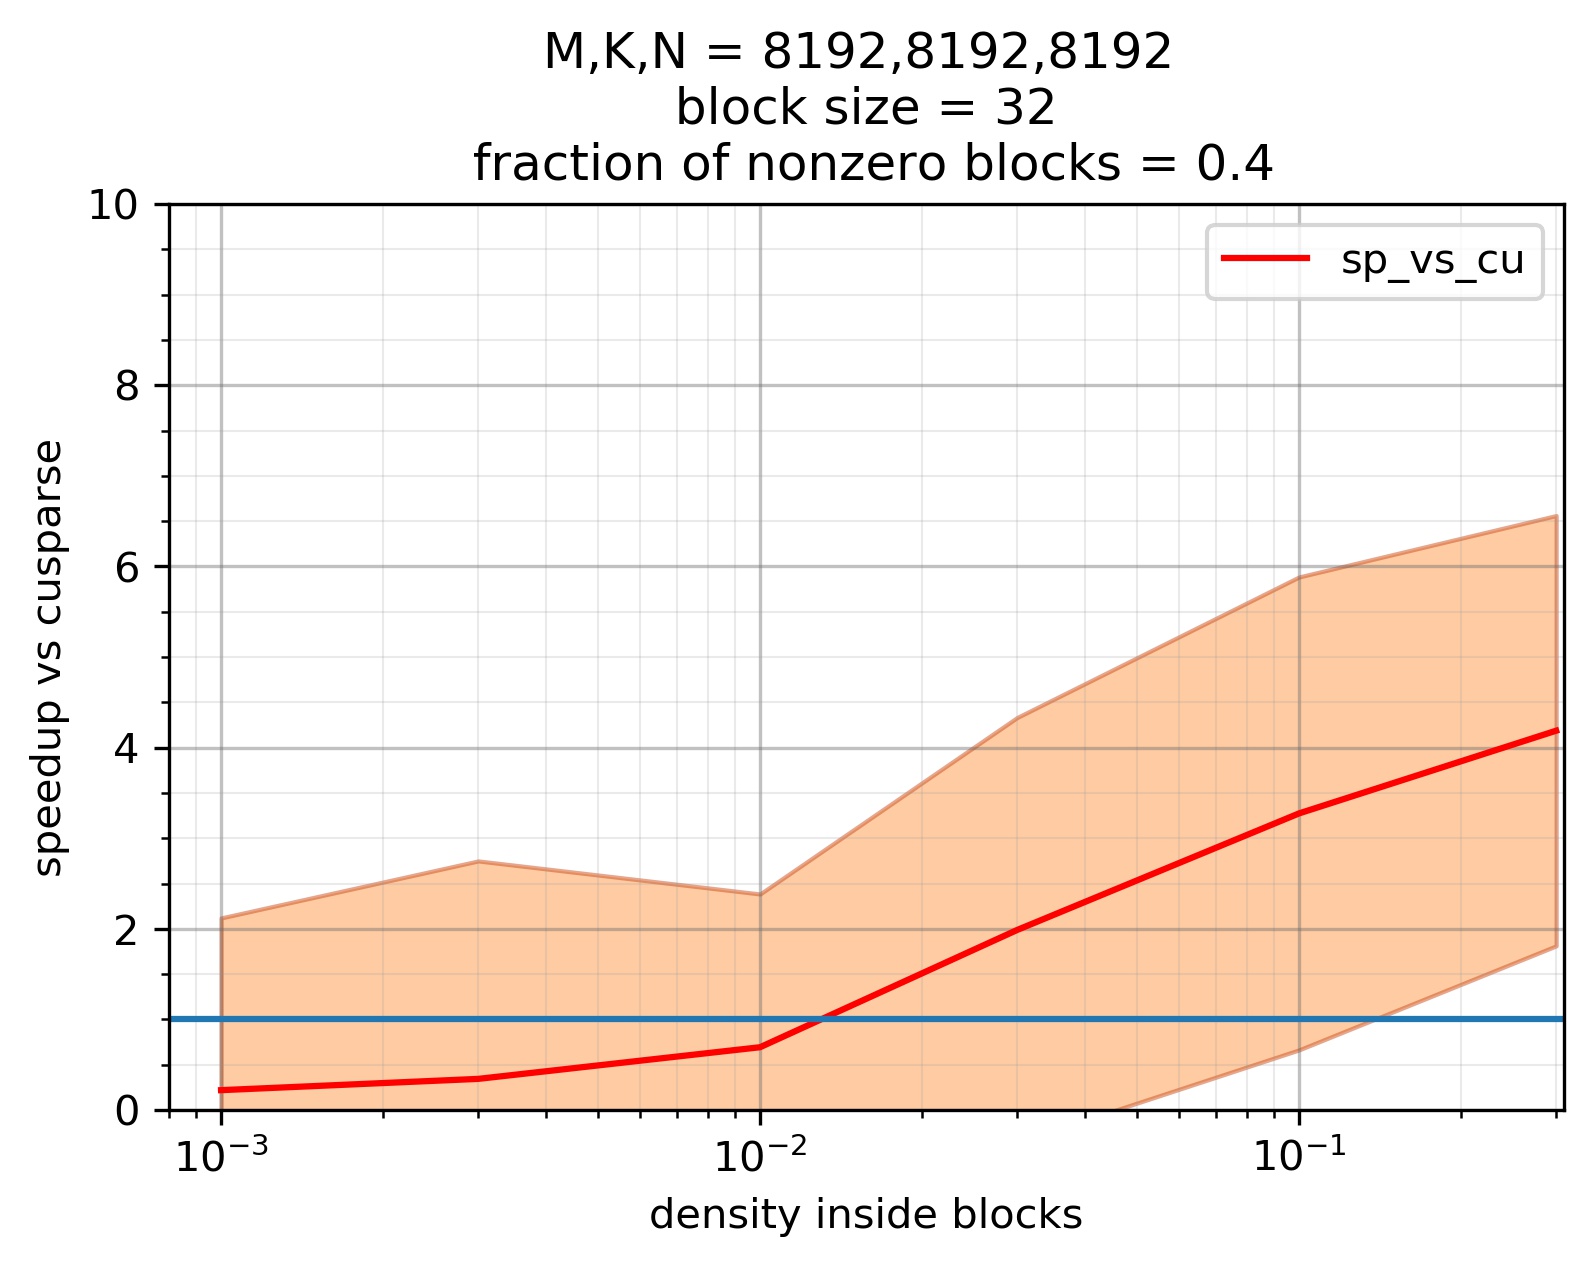 M,K,N = 8192,8192,8192
block size = 32
fraction of nonzero blocks = 0.4
sp_vs_cu
speedup vs cusparse
10
8
6
4
2
0
10⁻³
10⁻²
10⁻¹
density inside blocks